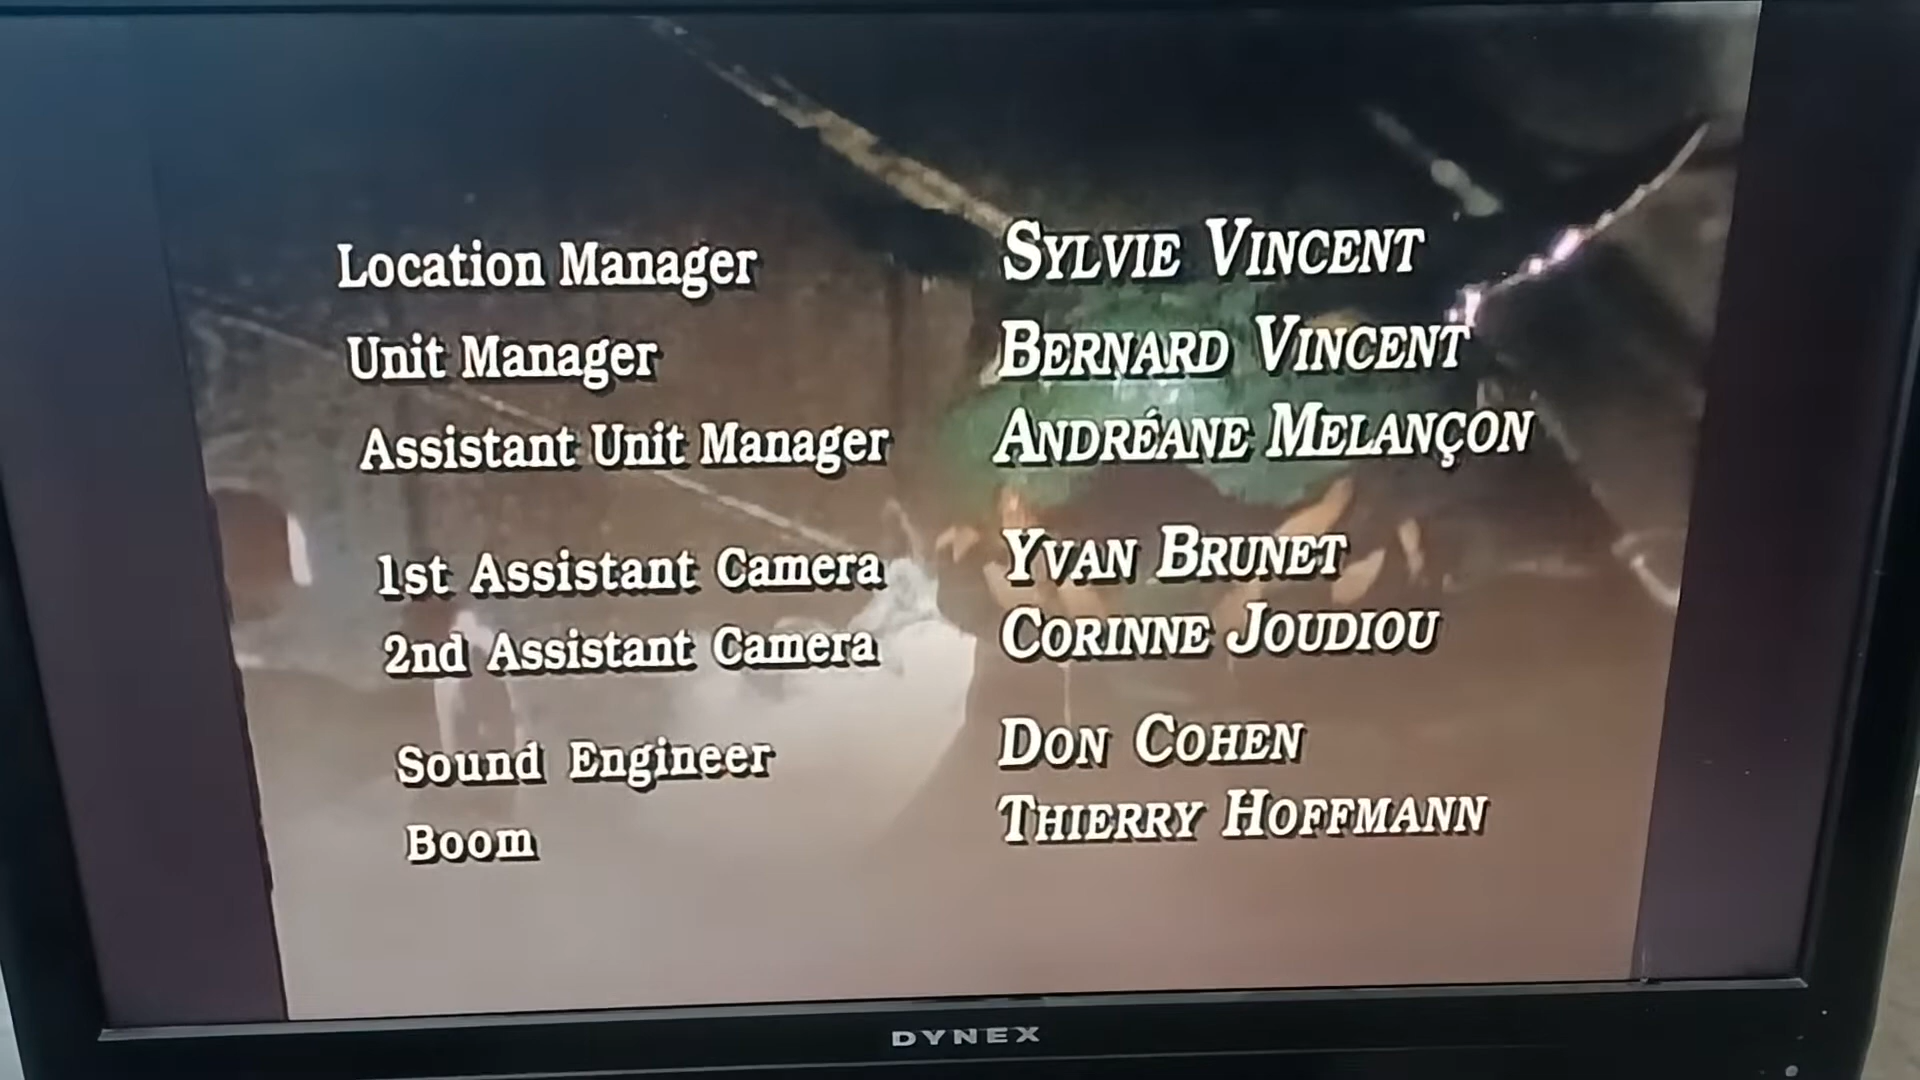 Location Manager SYLVIE VINCENT
Unit Manager BERNARD VINCENT
Assistant Unit Manager ANDRÉANE MELANÇON
1st Assistant Camera YVAN BRUNET
2nd Assistant Camera CORINNE JOUDIOU
Sound Engineer DON COHEN
Boom THIERRY HOFFMANN
DYNEX